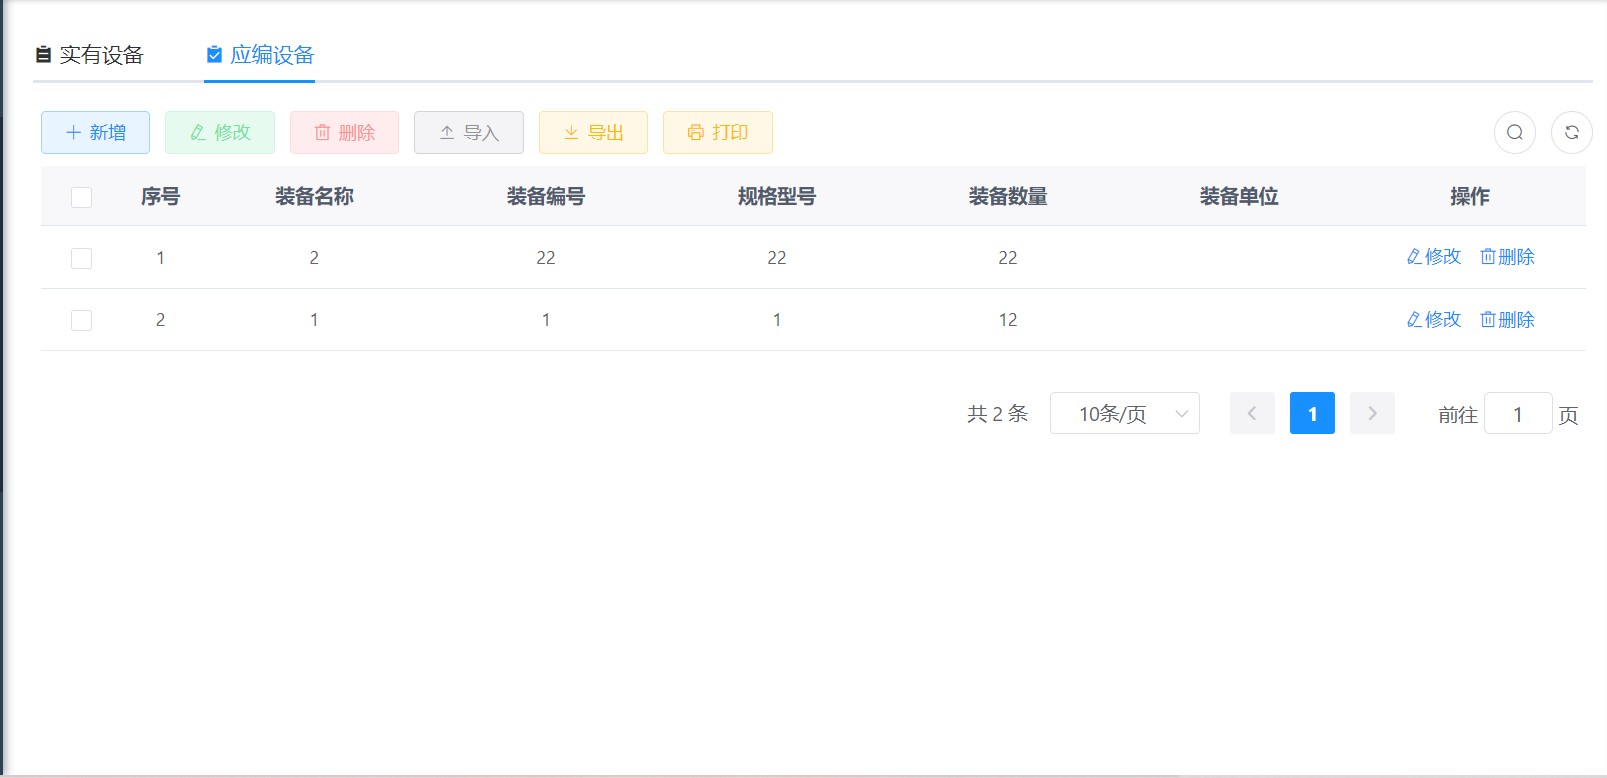 实有设备 应编设备
新增 修改 删除 导入 导出 打印
序号 装备名称 装备编号 规格型号 装备数量 装备单位 操作
1 2 22 22 22 修改 删除
2 1 1 1 12 修改 删除
共 2 条 10条/页 1 前往 1 页